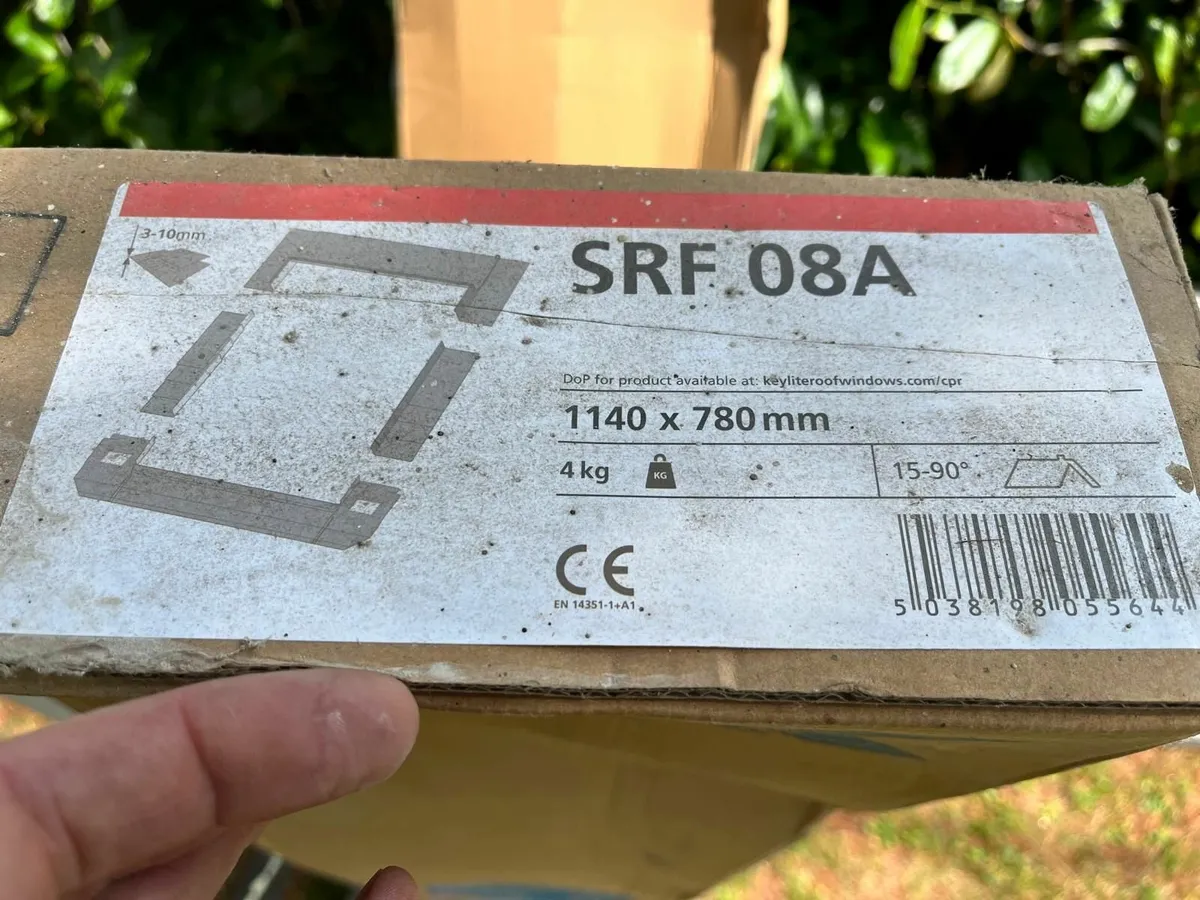 3-10mm
SRF 08A
DoP for product available at: keyliteroofwindows.com/cpr
1140 x 780 mm
4 kg
KG
15-90°
CE
EN 14351-1+A1
5 038198 055644